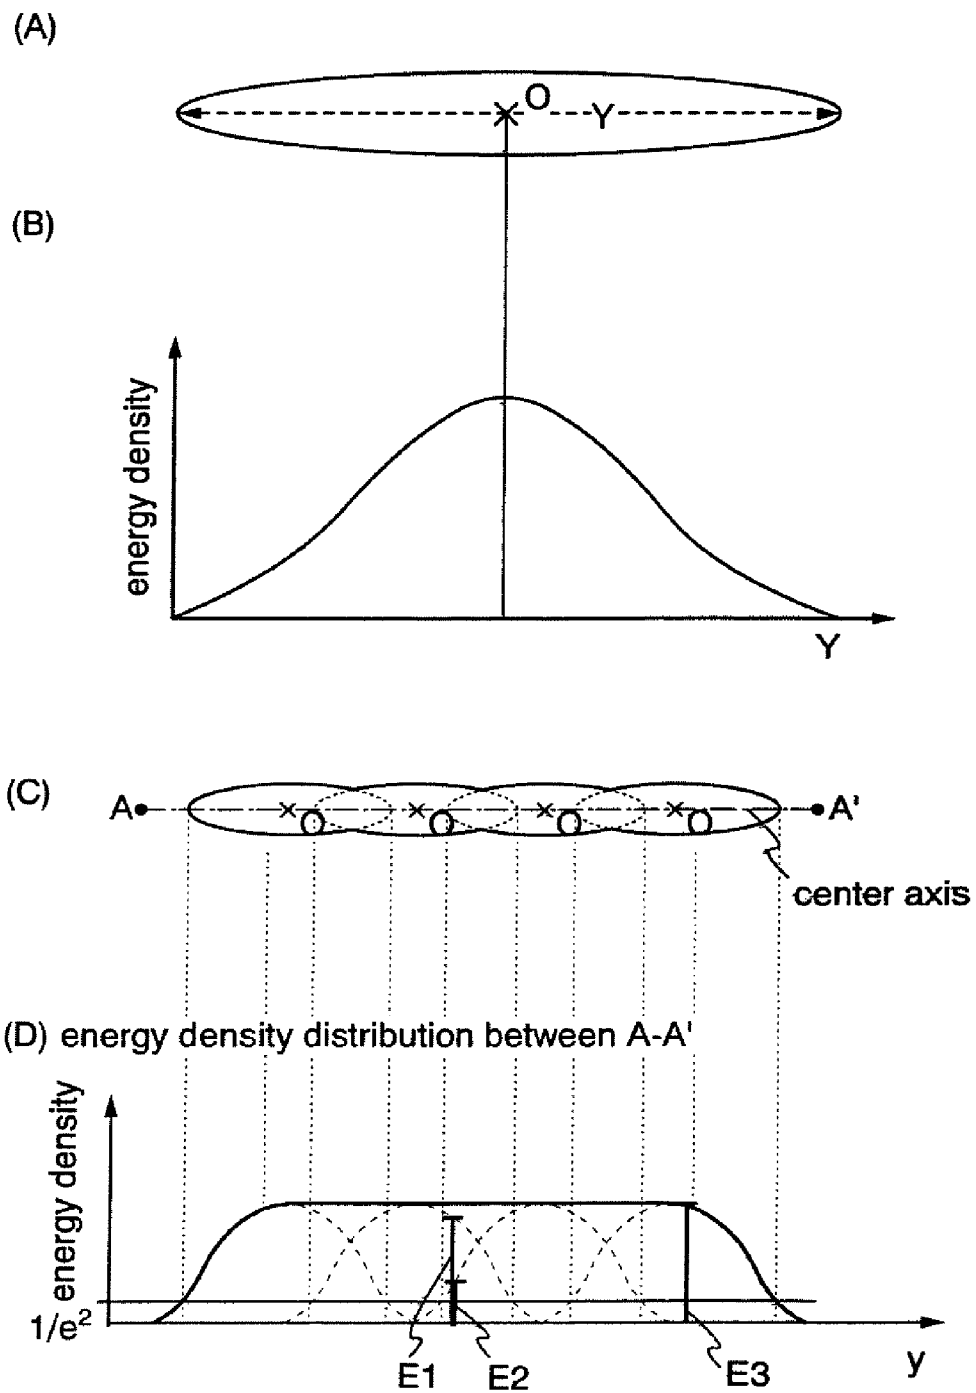 (A)
O
Y
(B)
energy density
Y
(C)
A
O O O O
A'
center axis
(D) energy density distribution between A-A'
energy density
1/e²
y
E1 E2 E3